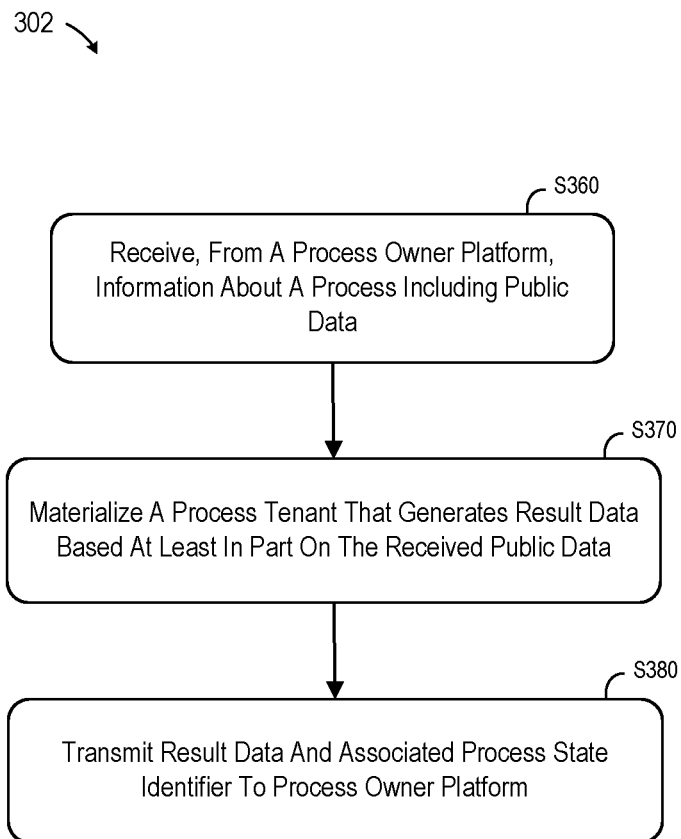 302
S360
Receive, From A Process Owner Platform,
Information About A Process Including Public
Data
S370
Materialize A Process Tenant That Generates Result Data
Based At Least In Part On The Received Public Data
S380
Transmit Result Data And Associated Process State
Identifier To Process Owner Platform